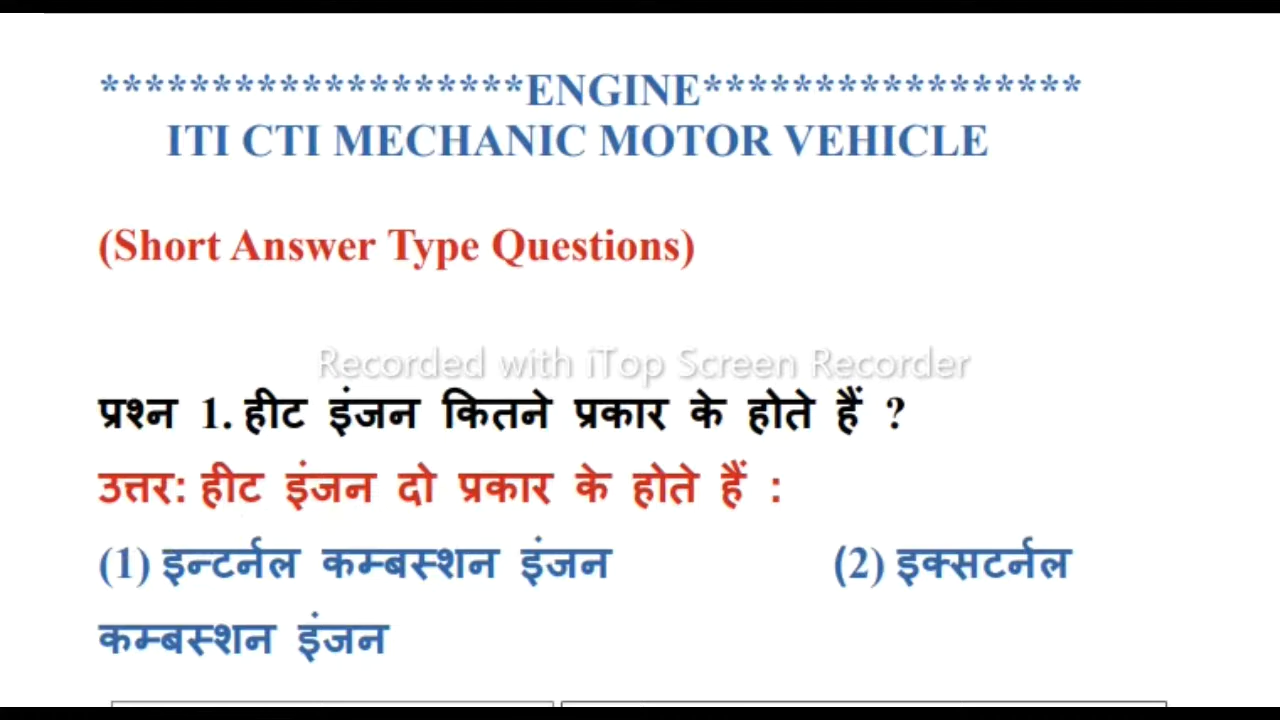 *******************ENGINE*****************
ITI CTI MECHANIC MOTOR VEHICLE
(Short Answer Type Questions)
Recorded with iTop Screen Recorder
प्रश्न 1. हीट इंजन कितने प्रकार के होते हैं ?
उत्तर: हीट इंजन दो प्रकार के होते हैं :
(1) इन्टर्नल कम्बस्शन इंजन (2) इक्सटर्नल
कम्बस्शन इंजन